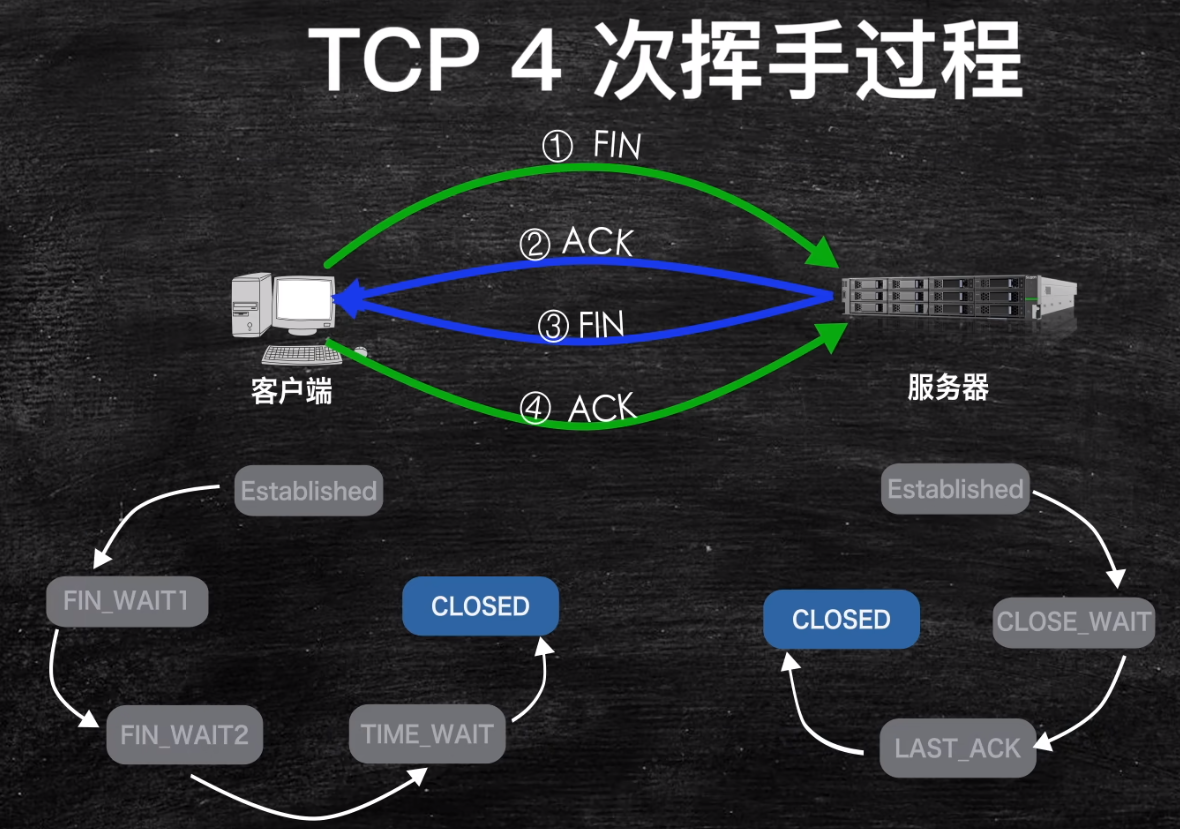 TCP 4 次挥手过程
① FIN
② ACK
③ FIN
④ ACK
客户端
服务器
Established
Established
FIN_WAIT1
CLOSED
CLOSED
CLOSE_WAIT
FIN_WAIT2
TIME_WAIT
LAST_ACK